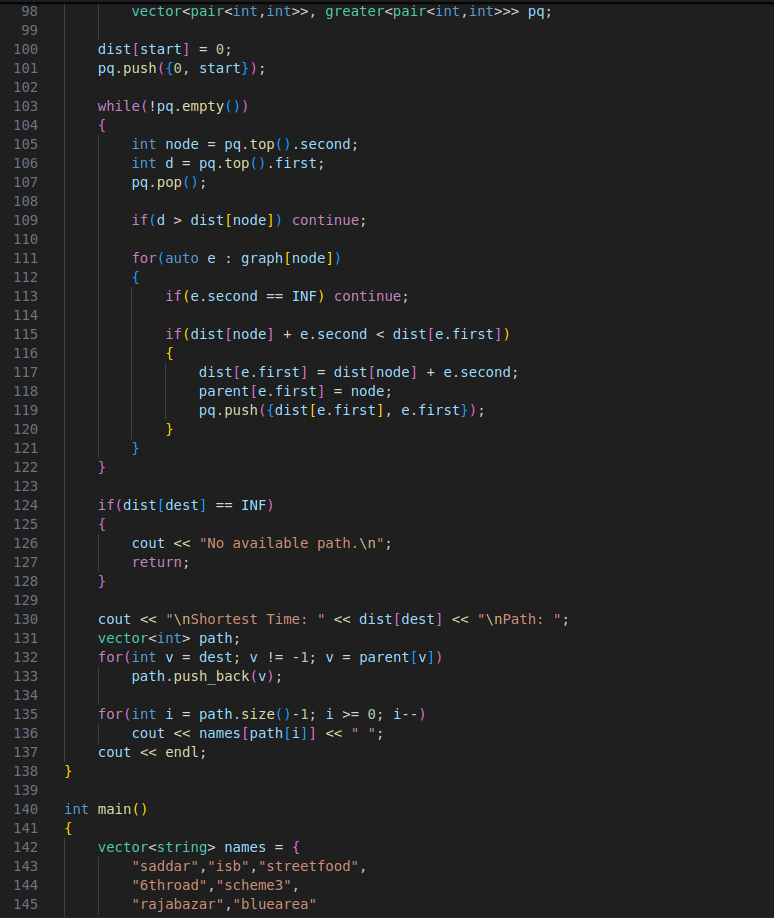 98 vector<pair<int,int>>, greater<pair<int,int>>> pq;
99
100 dist[start] = 0;
101 pq.push({0, start});
102
103 while(!pq.empty())
104 {
105 int node = pq.top().second;
106 int d = pq.top().first;
107 pq.pop();
108
109 if(d > dist[node]) continue;
110
111 for(auto e : graph[node])
112 {
113 if(e.second == INF) continue;
114
115 if(dist[node] + e.second < dist[e.first])
116 {
117 dist[e.first] = dist[node] + e.second;
118 parent[e.first] = node;
119 pq.push({dist[e.first], e.first});
120 }
121 }
122 }
123
124 if(dist[dest] == INF)
125 {
126 cout << "No available path.\n";
127 return;
128 }
129
130 cout << "\nShortest Time: " << dist[dest] << "\nPath: ";
131 vector<int> path;
132 for(int v = dest; v != -1; v = parent[v])
133 path.push_back(v);
134
135 for(int i = path.size()-1; i >= 0; i--)
136 cout << names[path[i]] << " ";
137 cout << endl;
138 }
139
140 int main()
141 {
142 vector<string> names = {
143 "saddar","isb","streetfood",
144 "6throad","scheme3",
145 "rajabazar","bluearea"